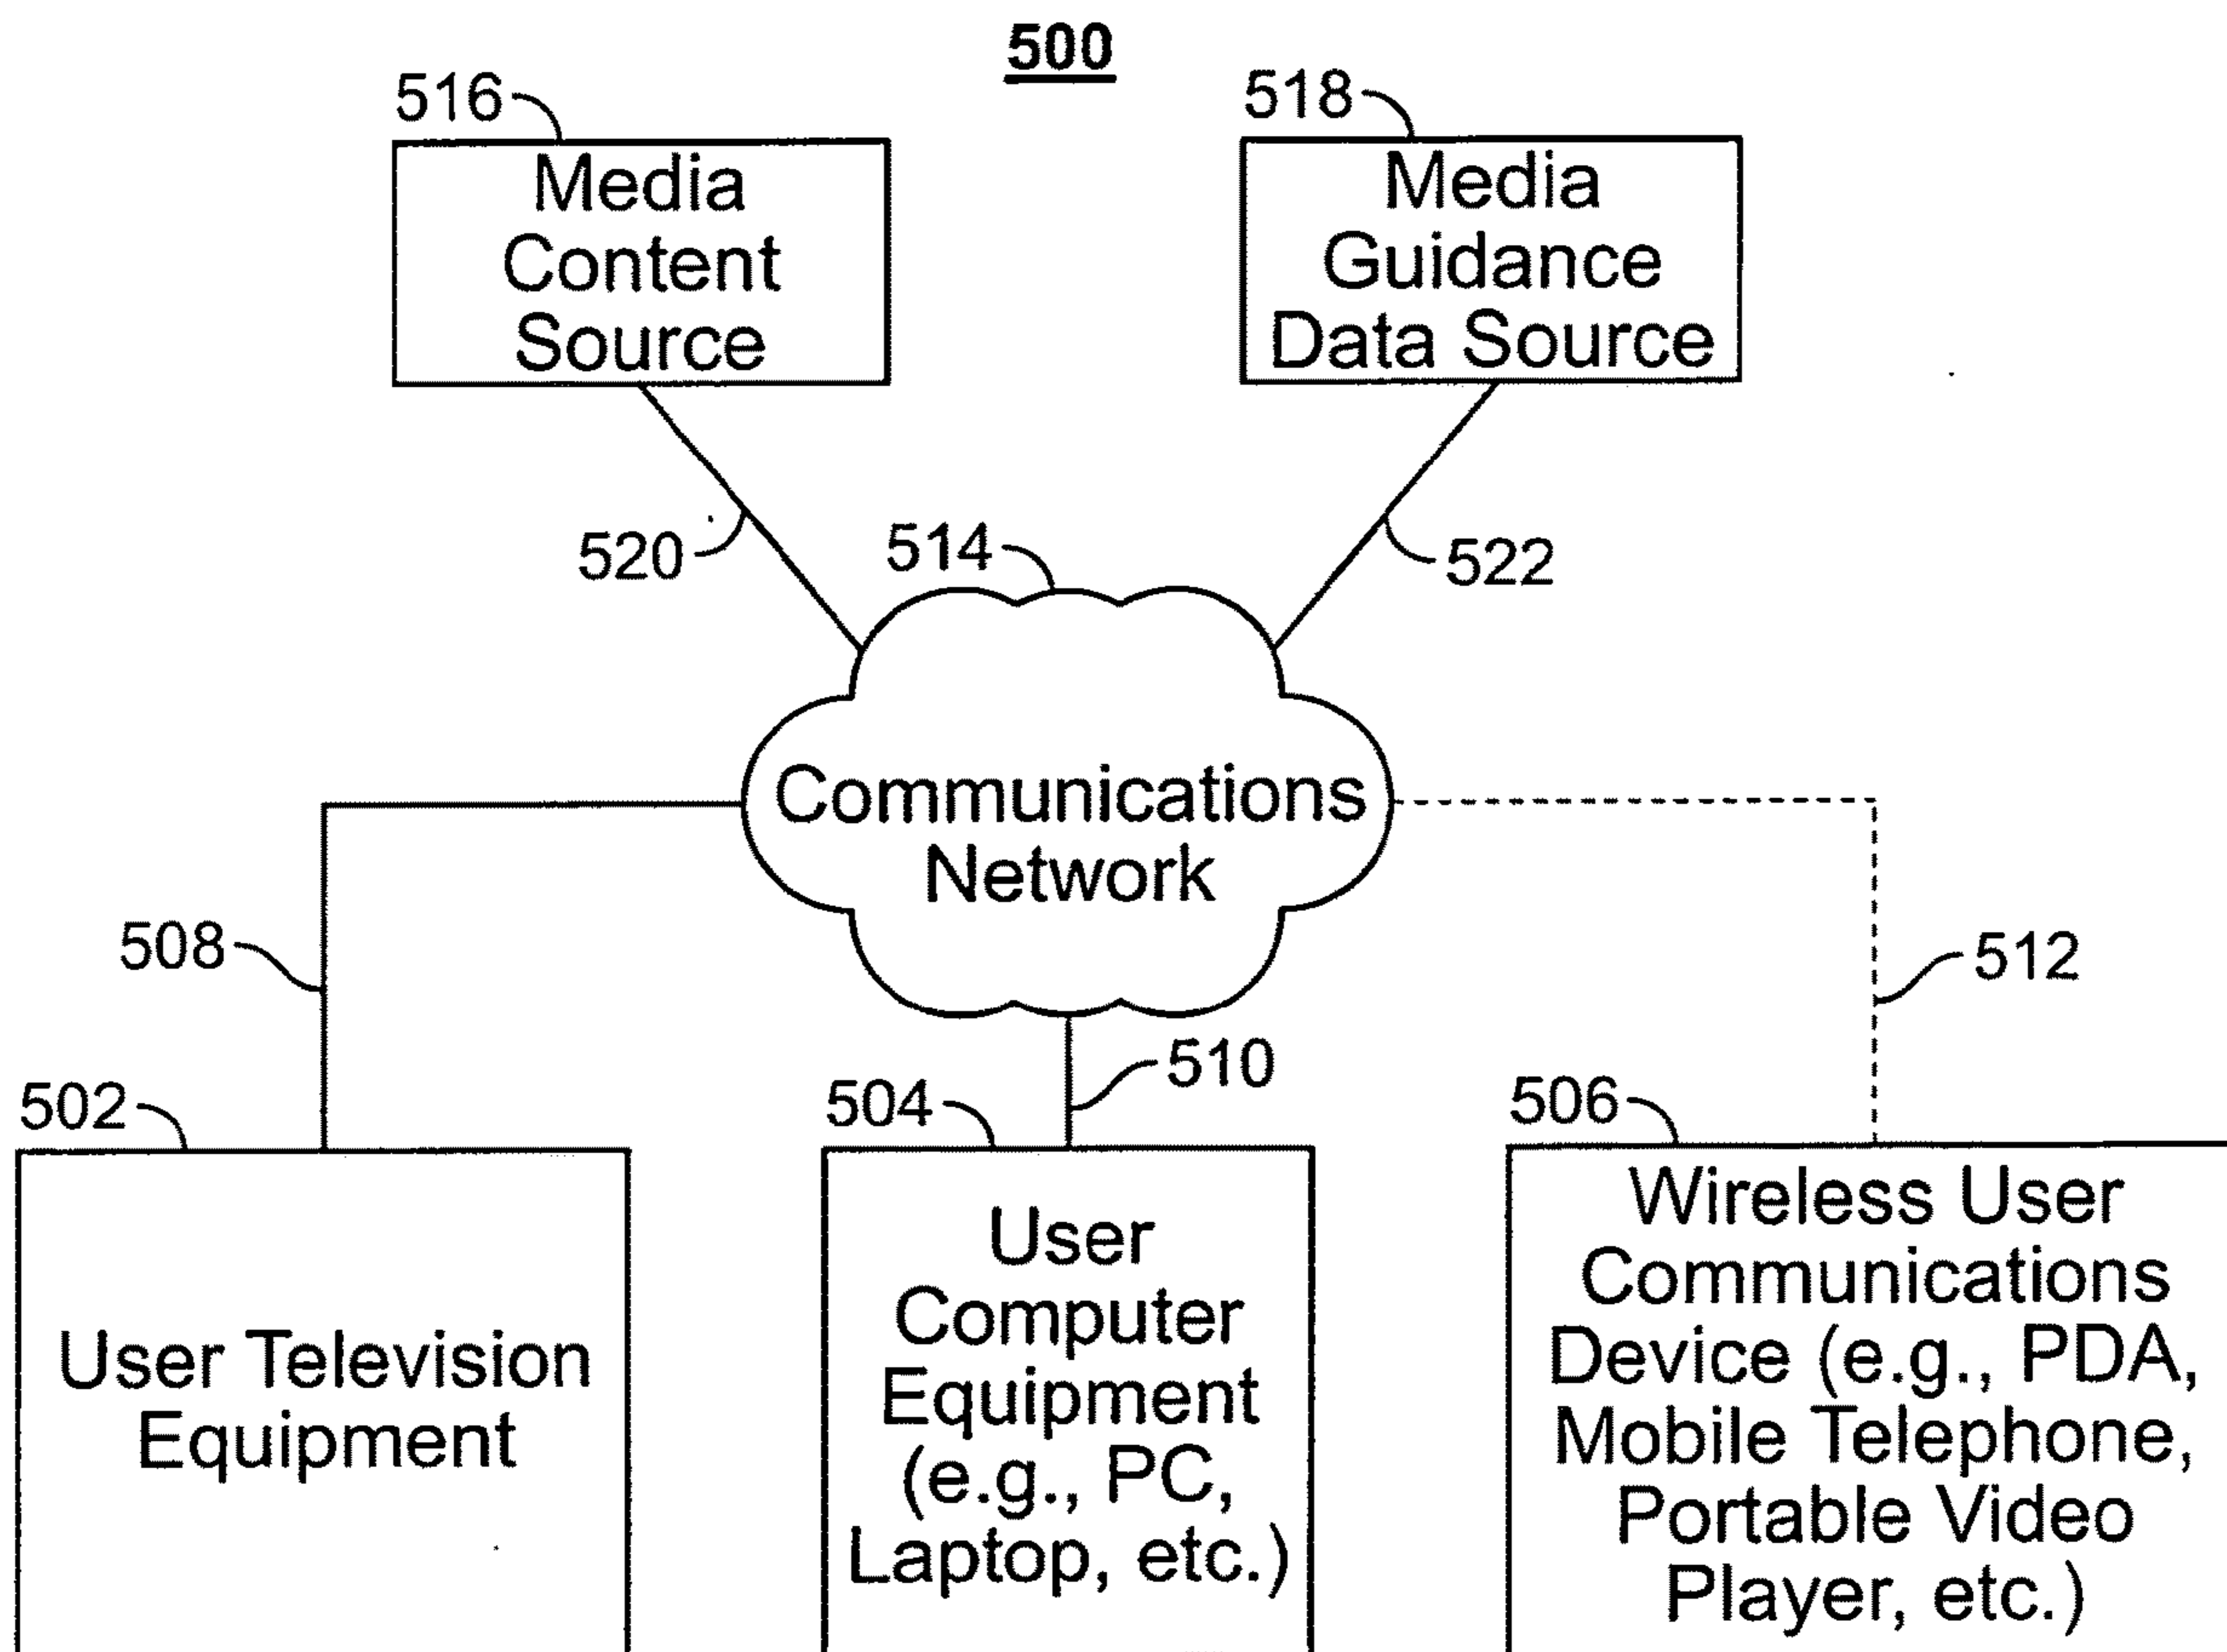 500
516
Media
Content
Source
518
Media
Guidance
Data Source
520
514
522
Communications
Network
508
512
510
502
User Television
Equipment
504
User
Computer
Equipment
(e.g., PC,
Laptop, etc.)
506
Wireless User
Communications
Device (e.g., PDA,
Mobile Telephone,
Portable Video
Player, etc.)